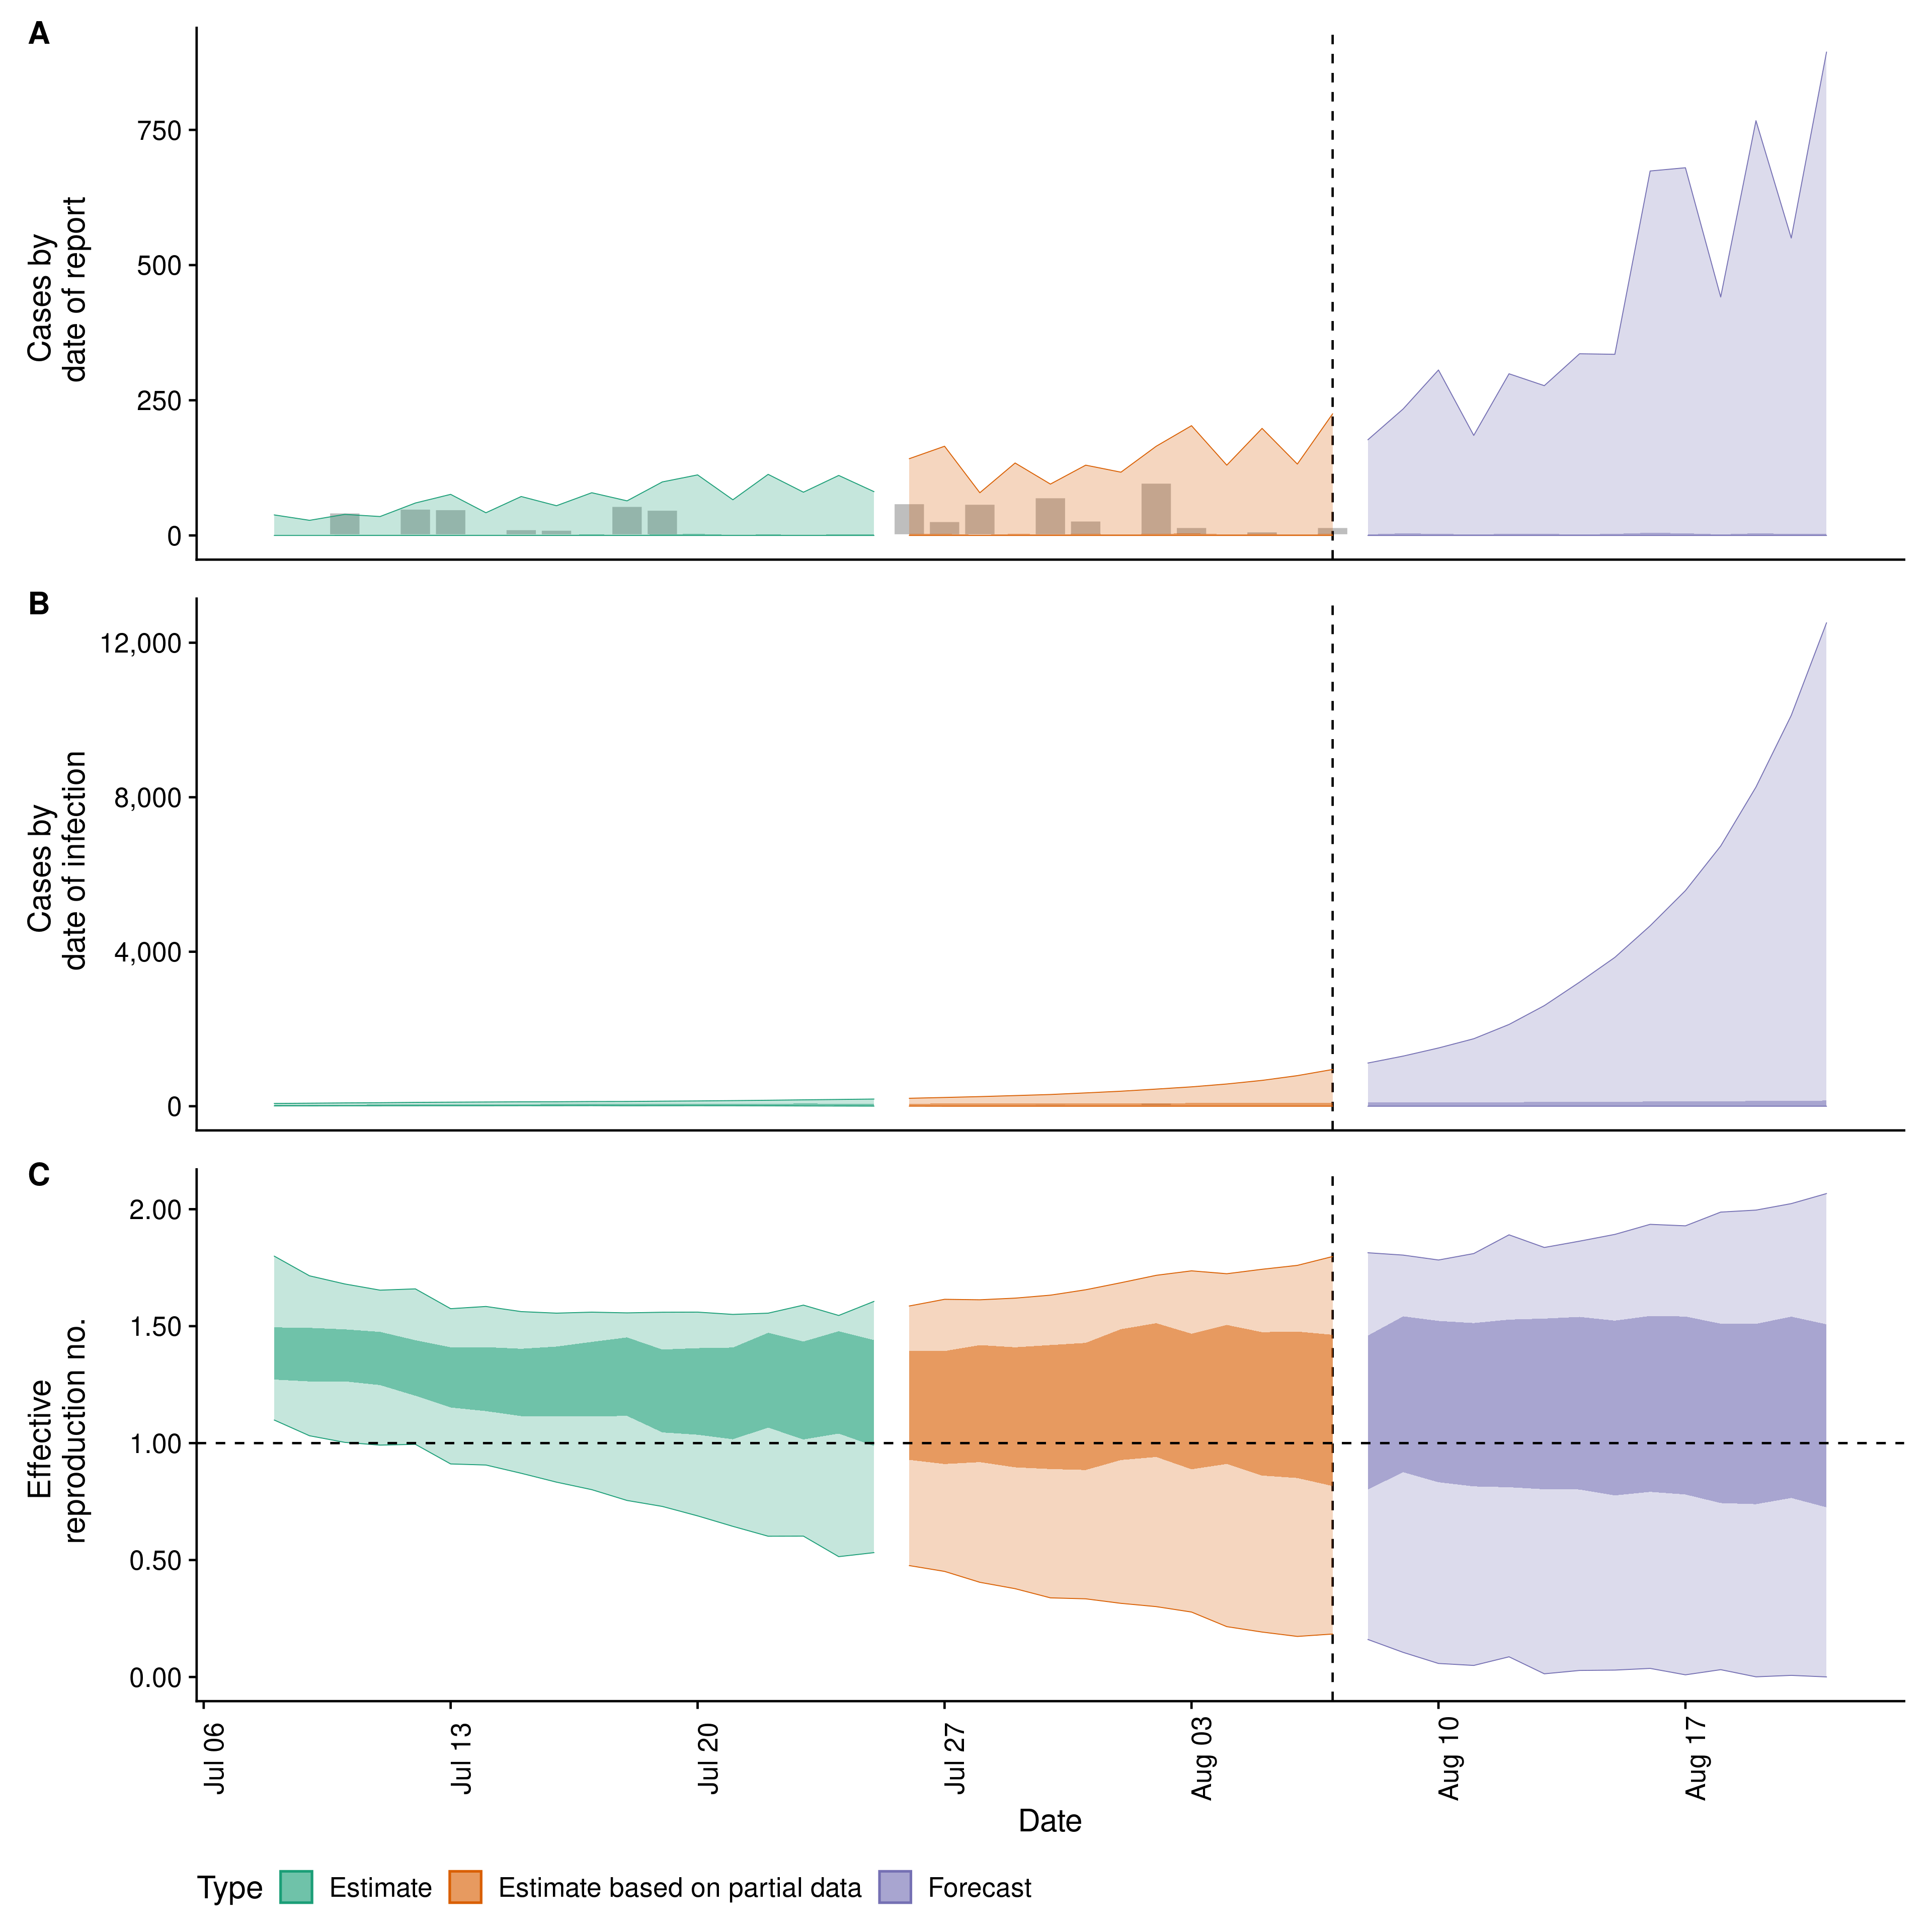 A
Cases by
date of report
750
500
250
0
B
Cases by
date of infection
12,000
8,000
4,000
0
C
Effective
reproduction no.
2.00
1.50
1.00
0.50
0.00
Jul 06
Jul 13
Jul 20
Jul 27
Aug 03
Aug 10
Aug 17
Date
Type Estimate Estimate based on partial data Forecast